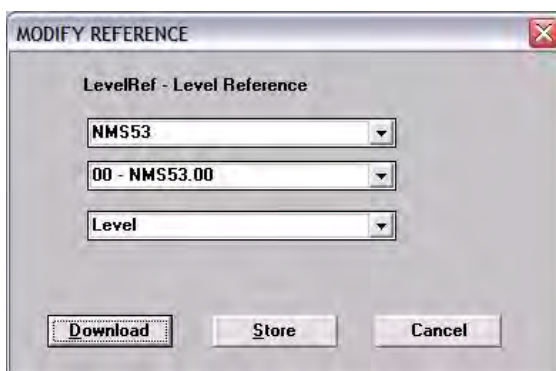 MODIFY REFERENCE
LevelRef - Level Reference
NMS53
00 - NMS53.00
Level
Download Store Cancel